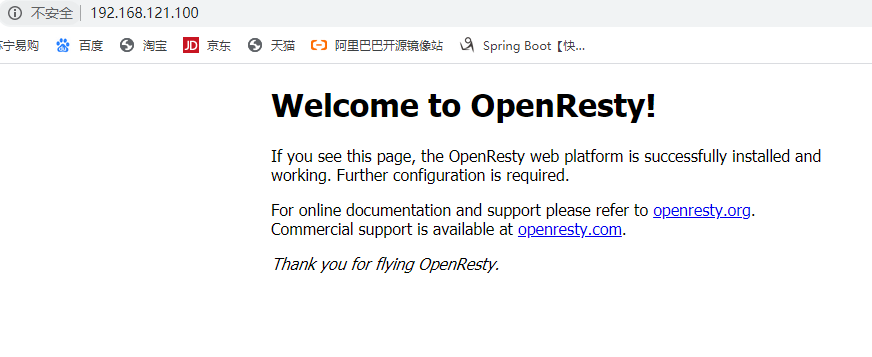 不安全 192.168.121.100
宁易购 百度 淘宝 JD 京东 天猫 阿里巴巴开源镜像站 Spring Boot【快...
Welcome to OpenResty!
If you see this page, the OpenResty web platform is successfully installed and
working. Further configuration is required.
For online documentation and support please refer to openresty.org.
Commercial support is available at openresty.com.
Thank you for flying OpenResty.